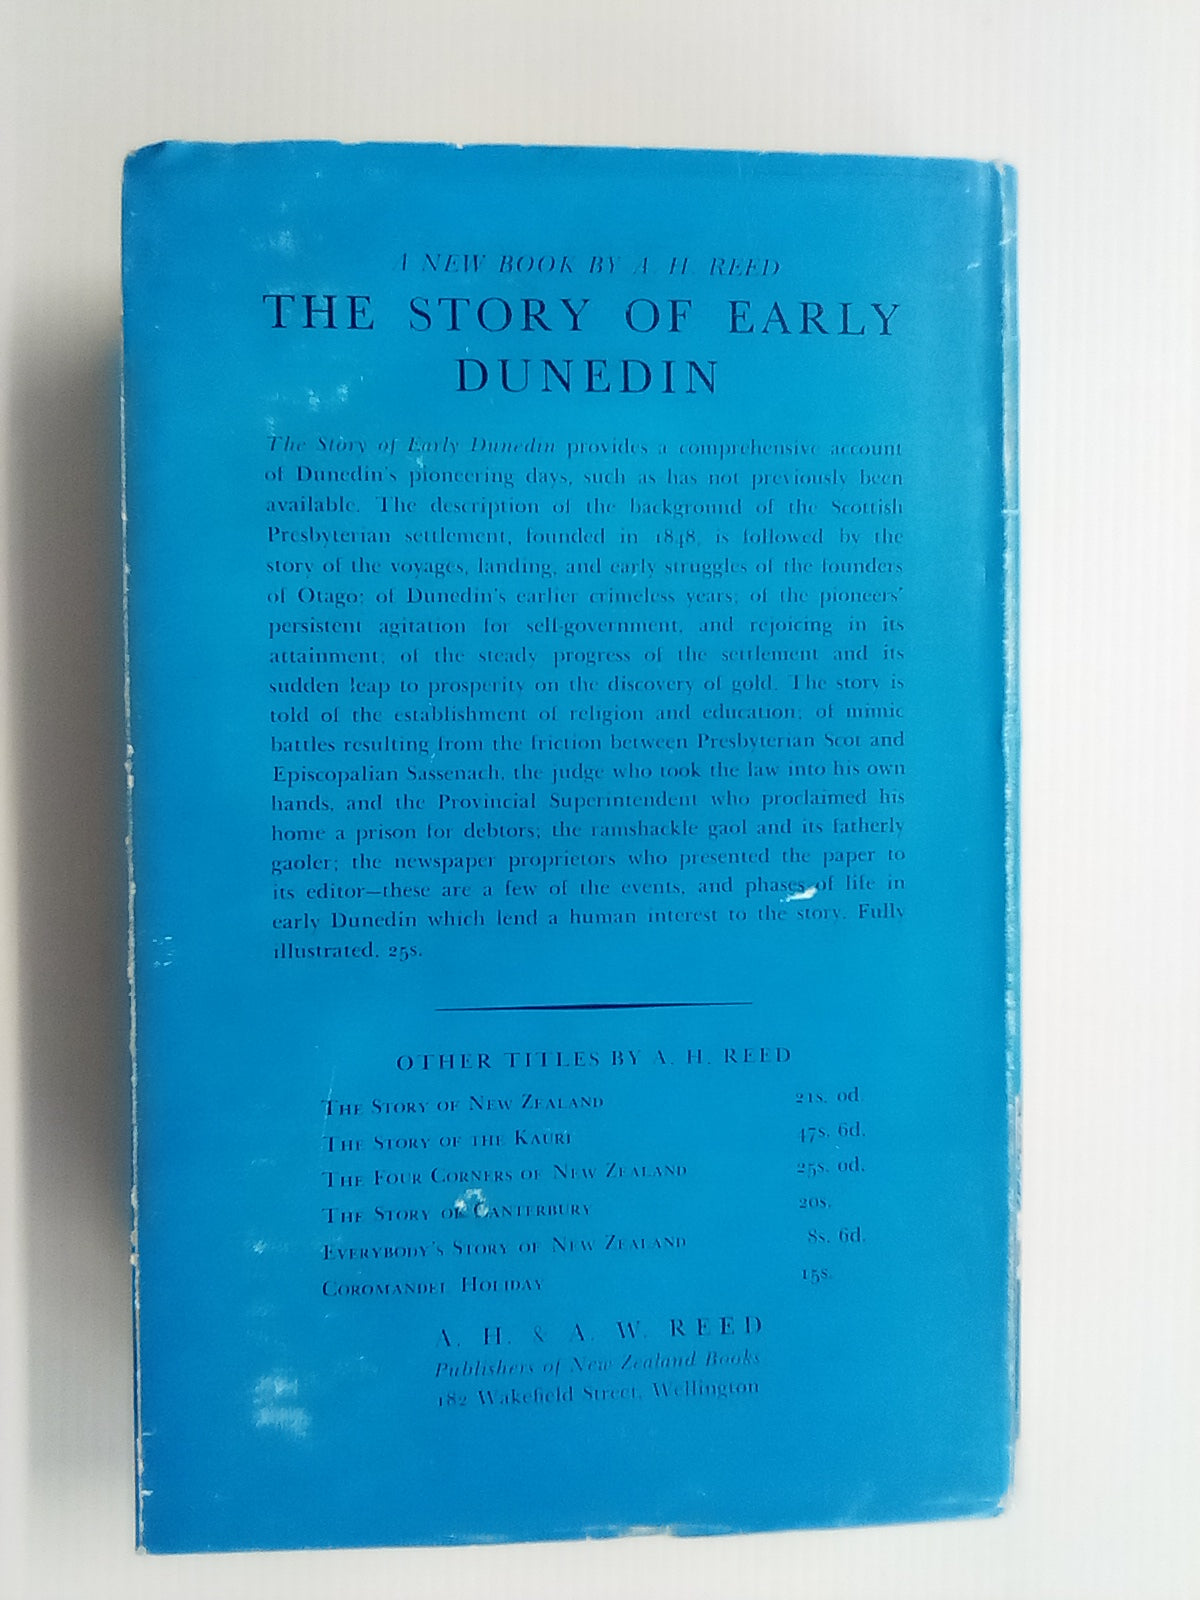 A NEW BOOK BY A. H. REED
THE STORY OF EARLY
DUNEDIN
The Story of Early Dunedin provides a comprehensive account
of Dunedin's pioneering days, such as has not previously been
available. The description of the background of the Scottish
Presbyterian settlement, founded in 1848, is followed by the
story of the voyages, landing, and early struggles of the founders
of Otago; of Dunedin's earlier crimeless years; of the pioneers'
persistent agitation for self-government, and rejoicing in its
attainment; of the steady progress of the settlement and its
sudden leap to prosperity on the discovery of gold. The story is
told of the establishment of religion and education; of mimic
battles resulting from the friction between Presbyterian Scot and
Episcopalian Sassenach, the judge who took the law into his own
hands, and the Provincial Superintendent who proclaimed his
home a prison for debtors; the ramshackle gaol and its fatherly
gaoler; the newspaper proprietors who presented the paper to
its editor—these are a few of the events, and phases of life in
early Dunedin which lend a human interest to the story. Fully
illustrated. 25s.
OTHER TITLES BY A. H. REED
THE STORY OF NEW ZEALAND 21s. 0d.
THE STORY OF THE KAURI 47s. 6d.
THE FOUR CORNERS OF NEW ZEALAND 25s. 0d.
THE STORY OF CANTERBURY 20s.
EVERYBODY'S STORY OF NEW ZEALAND 8s. 6d.
COROMANDEL HOLIDAY 15s.
A. H. & A. W. REED
Publishers of New Zealand Books
182 Wakefield Street, Wellington